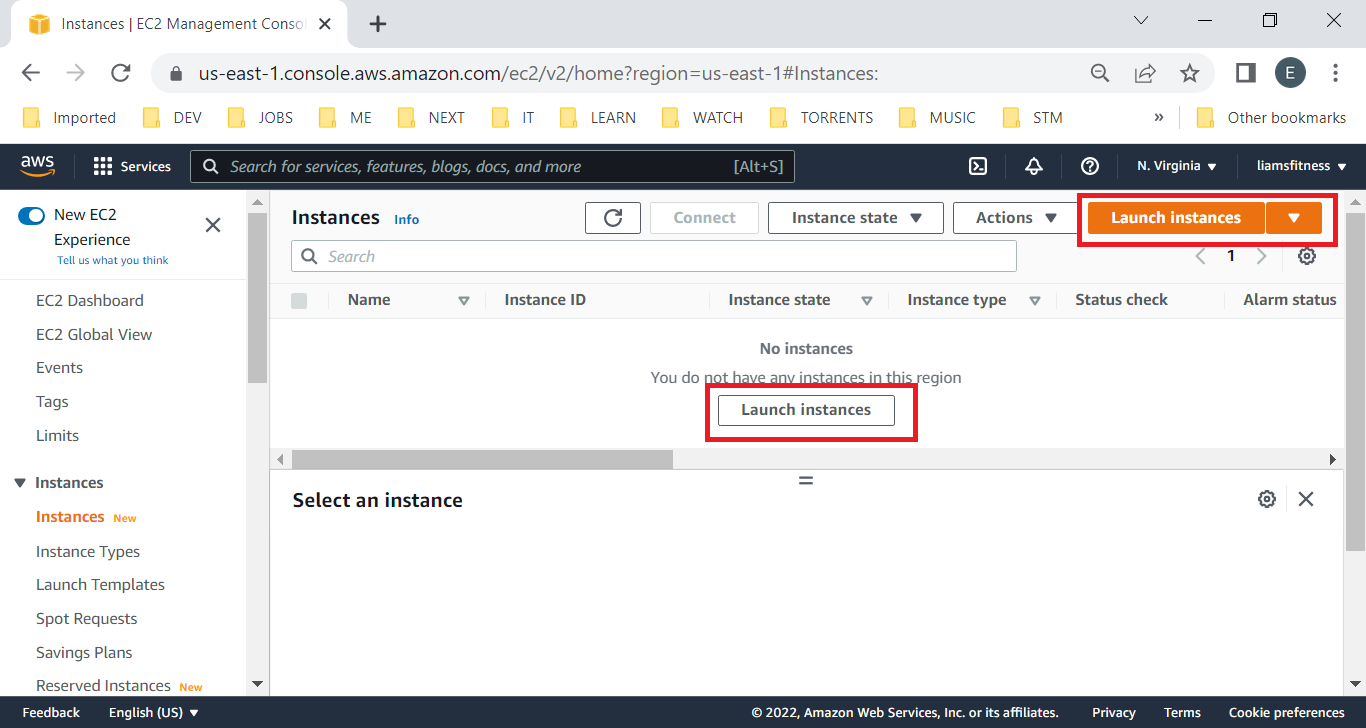 Instances | EC2 Management Consol
us-east-1.console.aws.amazon.com/ec2/v2/home?region=us-east-1#Instances:
E
Imported DEV JOBS ME NEXT IT LEARN WATCH TORRENTS MUSIC STM » Other bookmarks
aws Services Search for services, features, blogs, docs, and more [Alt+S] N. Virginia liamsfitness
New EC2
Experience
Tell us what you think
EC2 Dashboard
EC2 Global View
Events
Tags
Limits
Instances
Instances New
Instance Types
Launch Templates
Spot Requests
Savings Plans
Reserved Instances New
Instances Info Connect Instance state Actions Launch instances
Search 1
Name Instance ID Instance state Instance type Status check Alarm status
No instances
You do not have any instances in this region
Launch instances
Select an instance
Feedback English (US) © 2022, Amazon Web Services, Inc. or its affiliates. Privacy Terms Cookie preferences